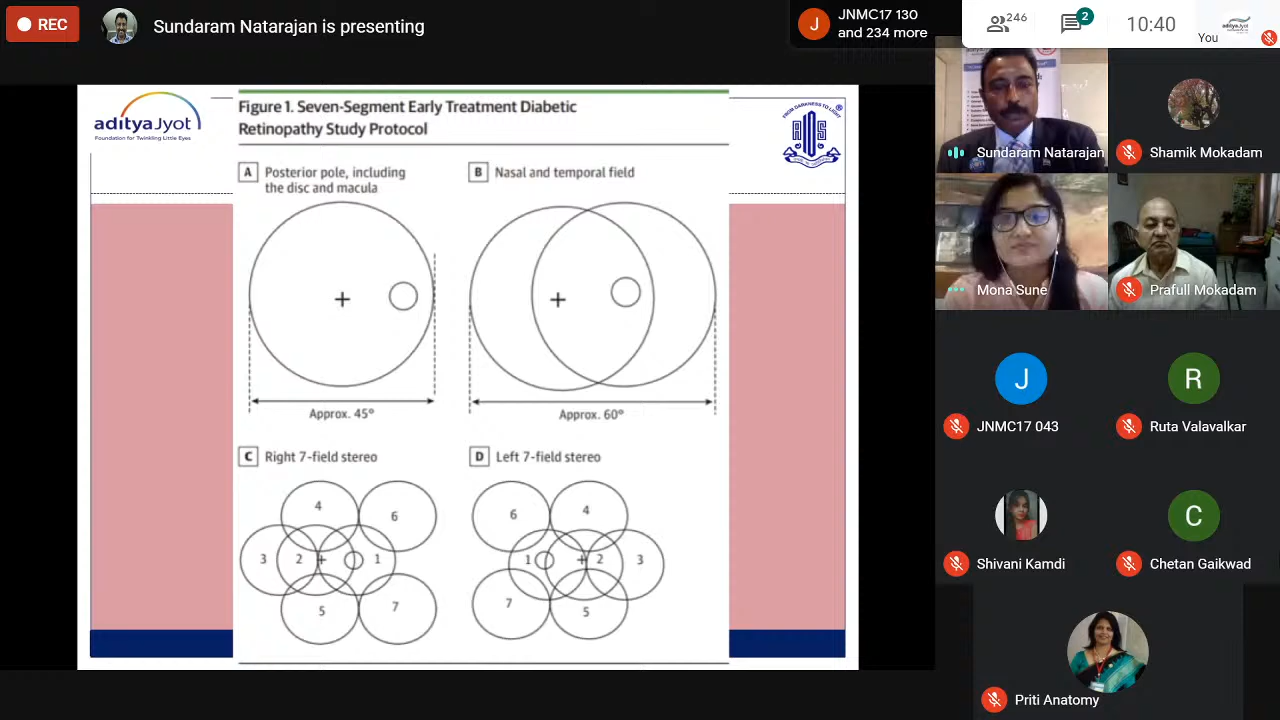 REC
Sundaram Natarajan is presenting
JNMC17 130
and 234 more
246
2
10:40
You
adityaJyot
Foundation for Twinkling Little Eyes
Figure 1. Seven-Segment Early Treatment Diabetic
Retinopathy Study Protocol
FROM DARKNESS TO LIGHT
A Posterior pole, including
the disc and macula
B Nasal and temporal field
Approx. 45°
Approx. 60°
C Right 7-field stereo
D Left 7-field stereo
4
6
3
2
1
5
7
6
4
1
2
3
7
5
Sundaram Natarajan
Shamik Mokadam
Mona Sune
Prafull Mokadam
J
JNMC17 043
R
Ruta Valavalkar
Shivani Kamdi
C
Chetan Gaikwad
Priti Anatomy